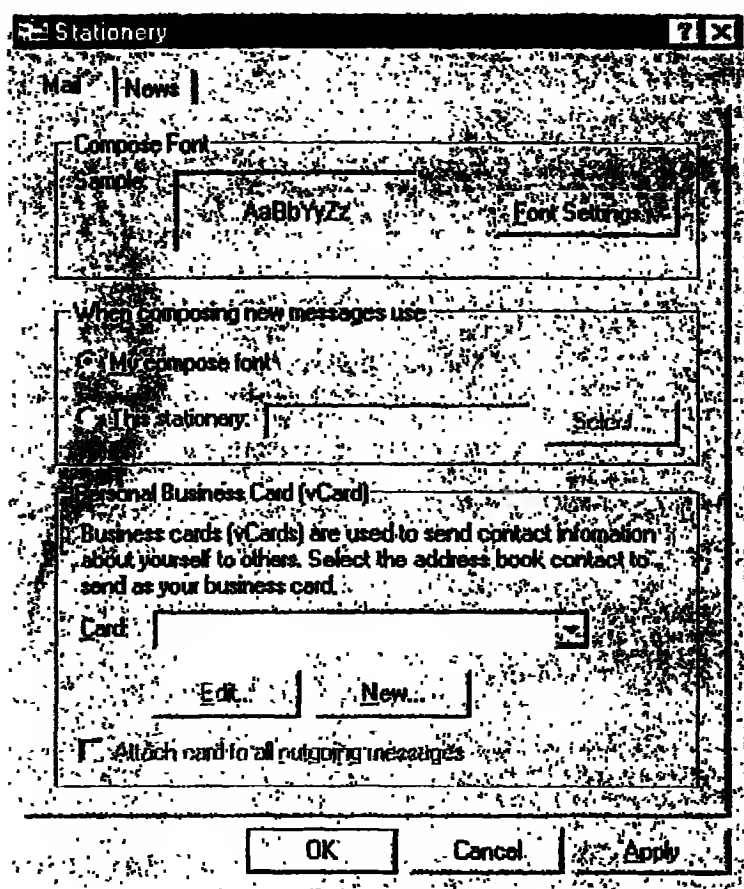 Stationery
Mail News
Compose Font
Sample: AaBbYyZz Font Settings...
When composing new messages use
My compose font
This stationery: Select...
Personal Business Card (vCard)
Business cards (vCards) are used to send contact infomation
about yourself to others. Select the address book contact to
send as your business card.
Card:
Edit... New...
Attach card to all outgoing messages
OK Cancel Apply